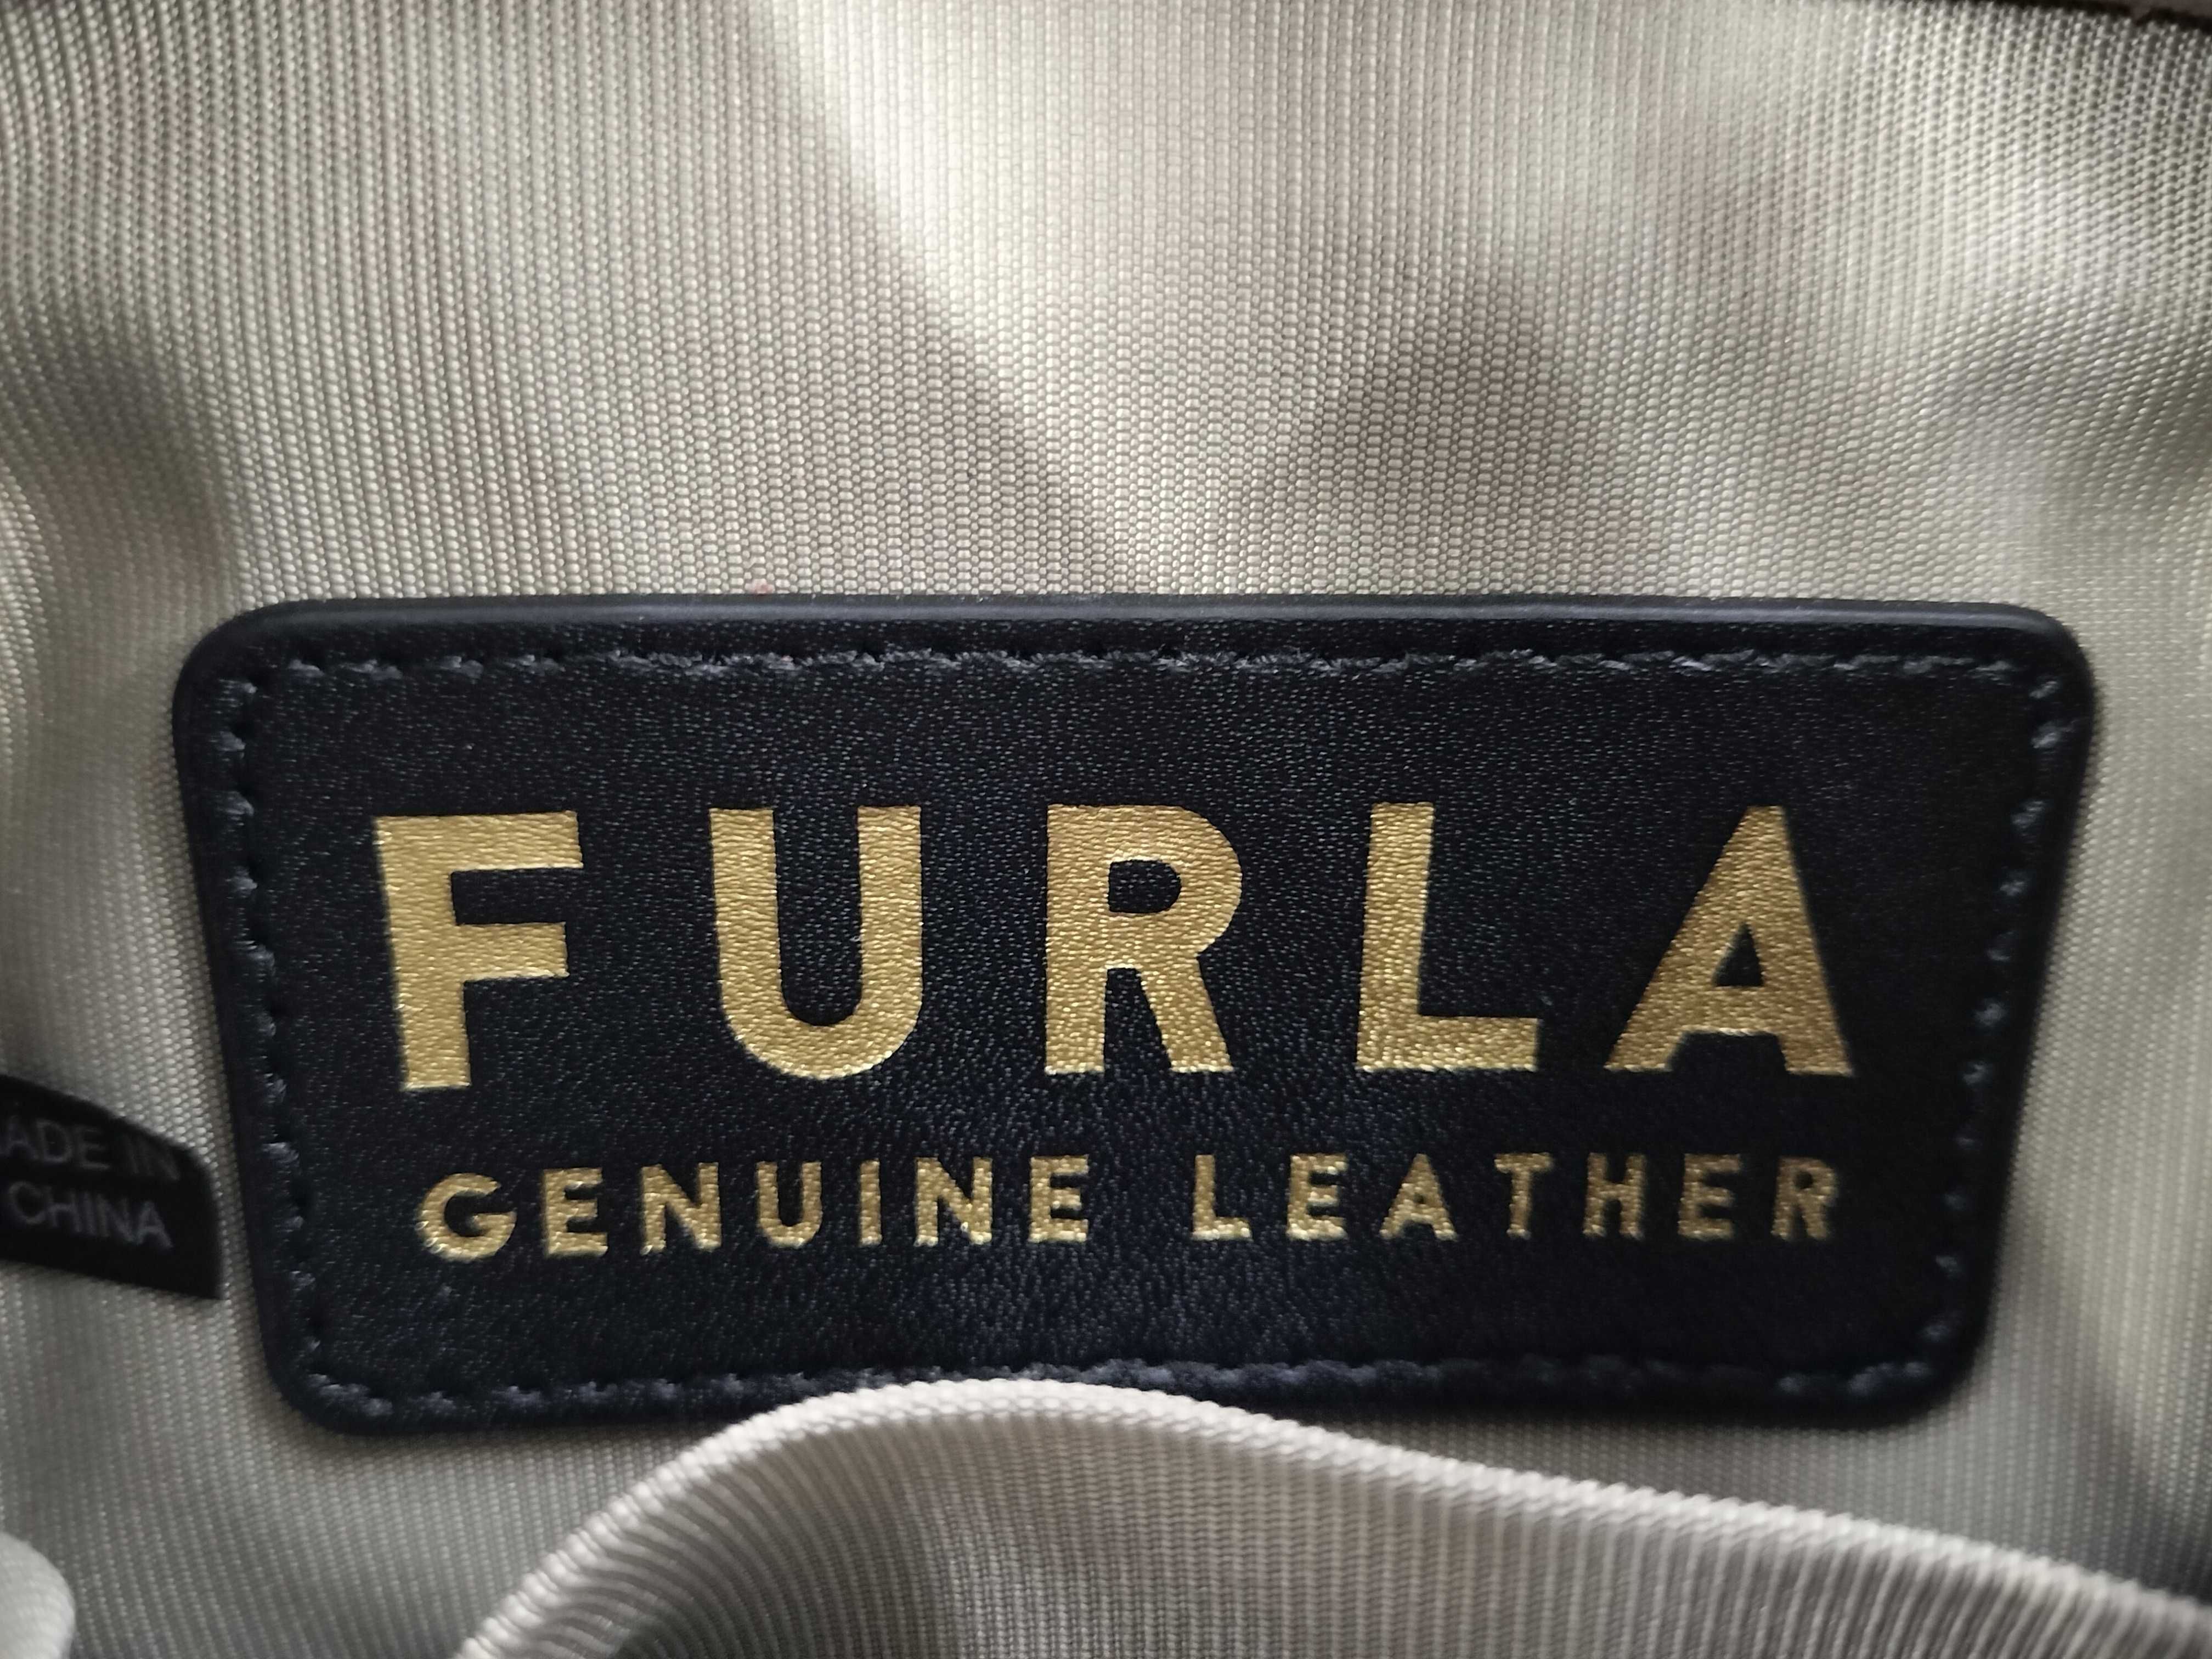 FURLA
GENUINE LEATHER
ADE IN
CHINA